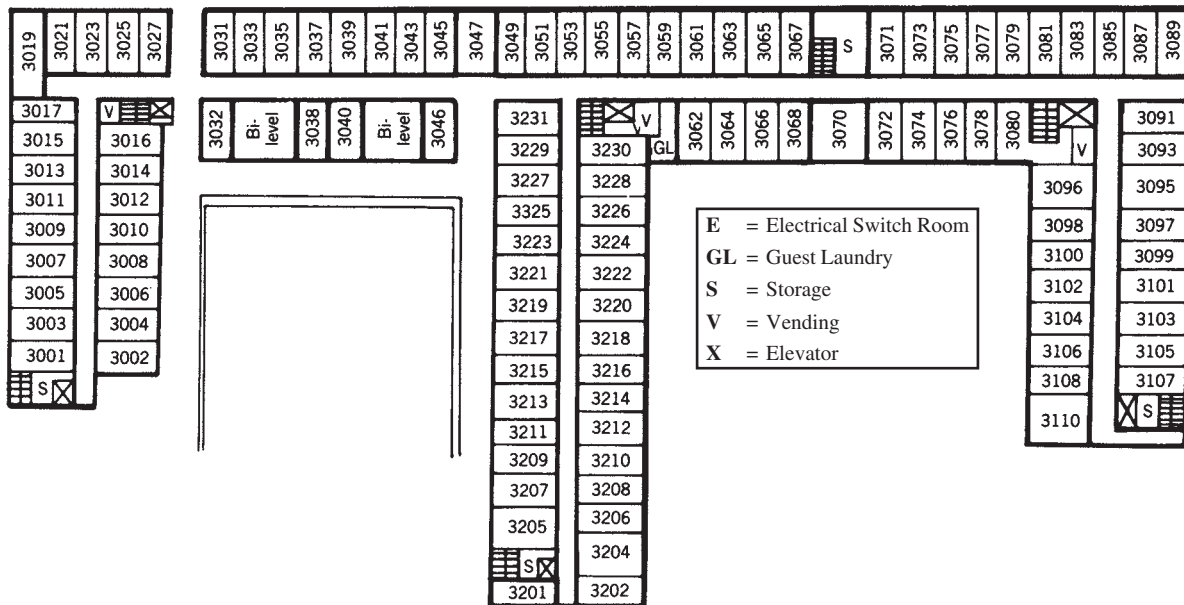 3019 3021 3023 3025 3027 3031 3033 3035 3037 3039 3041 3043 3045 3047 3049 3051 3053 3055 3057 3059 3061 3063 3065 3067 S 3071 3073 3075 3077 3079 3081 3083 3085 3087 3089
3017 V
3032 Bi-
level 3038 3040 Bi-
level 3046
3231 V GL 3062 3064 3066 3068 3070 3072 3074 3076 3078 3080 V 3091
3015 3016 3229 3230 3093
3013 3014 3227 3228 3096 3095
3011 3012 3325 3226 3098 3097
3009 3010 3223 3224 3100 3099
3007 3008 3221 3222 3102 3101
3005 3006 3219 3220 3104 3103
3003 3004 3217 3218 3106 3105
3001 3002 3215 3216 3108 3107
S 3213 3214 3110 S
3211 3212
3209 3210
3207 3208
3205 3206
S 3204
3201 3202
E = Electrical Switch Room
GL = Guest Laundry
S = Storage
V = Vending
X = Elevator